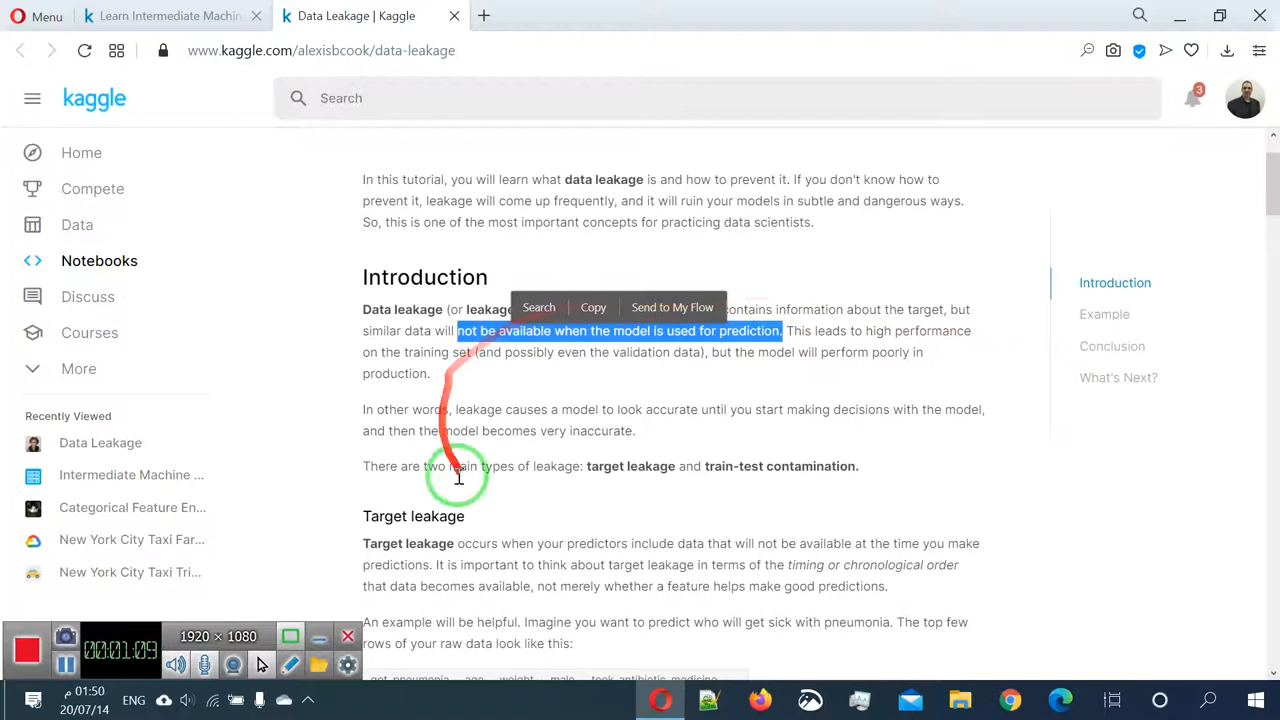 Menu
Learn Intermediate Machin
Data Leakage | Kaggle
www.kaggle.com/alexisbcook/data-leakage
kaggle
Search
3
Home
Compete
Data
Notebooks
Discuss
Courses
More
Recently Viewed
Data Leakage
Intermediate Machine ...
Categorical Feature En...
New York City Taxi Far...
New York City Taxi Tri...
In this tutorial, you will learn what data leakage is and how to prevent it. If you don't know how to
prevent it, leakage will come up frequently, and it will ruin your models in subtle and dangerous ways.
So, this is one of the most important concepts for practicing data scientists.
Introduction
Search
Copy
Send to My Flow
Data leakage (or leakage contains information about the target, but
similar data will not be available when the model is used for prediction. This leads to high performance
on the training set (and possibly even the validation data), but the model will perform poorly in
production.
In other words, leakage causes a model to look accurate until you start making decisions with the model,
and then the model becomes very inaccurate.
There are two main types of leakage: target leakage and train-test contamination.
Target leakage
Target leakage occurs when your predictors include data that will not be available at the time you make
predictions. It is important to think about target leakage in terms of the timing or chronological order
that data becomes available, not merely whether a feature helps make good predictions.
An example will be helpful. Imagine you want to predict who will get sick with pneumonia. The top few
rows of your raw data look like this:
got_pneumonia age weight male took_antibiotic_medicine
Introduction
Example
Conclusion
What's Next?
00:01:09
1920 × 1080
01:50 م
20/07/14
ENG